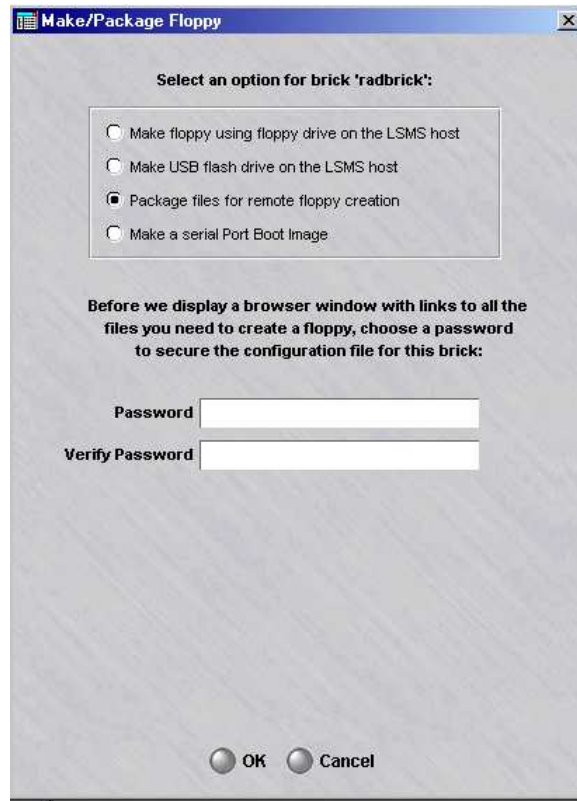 Make/Package Floppy
Select an option for brick 'radbrick':
Make floppy using floppy drive on the LSMS host
Make USB flash drive on the LSMS host
Package files for remote floppy creation
Make a serial Port Boot Image
Before we display a browser window with links to all the
files you need to create a floppy, choose a password
to secure the configuration file for this brick:
Password
Verify Password
OK Cancel